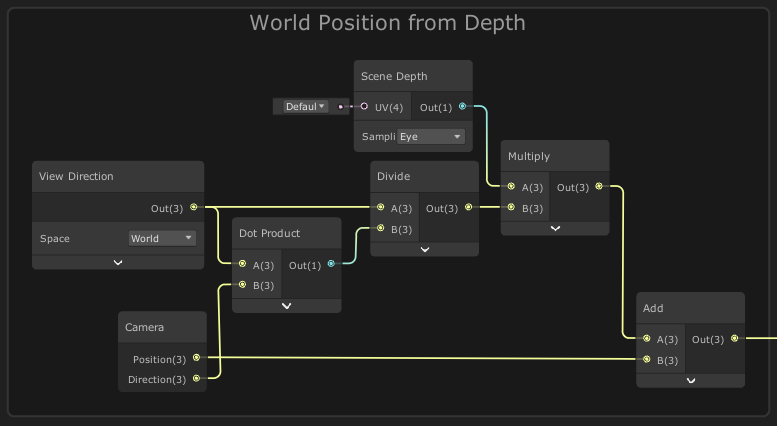 World Position from Depth
Scene Depth
Defaul
UV(4)
Out(1)
Sampli
Eye
View Direction
Out(3)
Space
World
Divide
A(3)
Out(3)
B(3)
Multiply
A(3)
Out(3)
B(3)
Dot Product
A(3)
Out(1)
B(3)
Camera
Position(3)
Direction(3)
Add
A(3)
Out(3)
B(3)